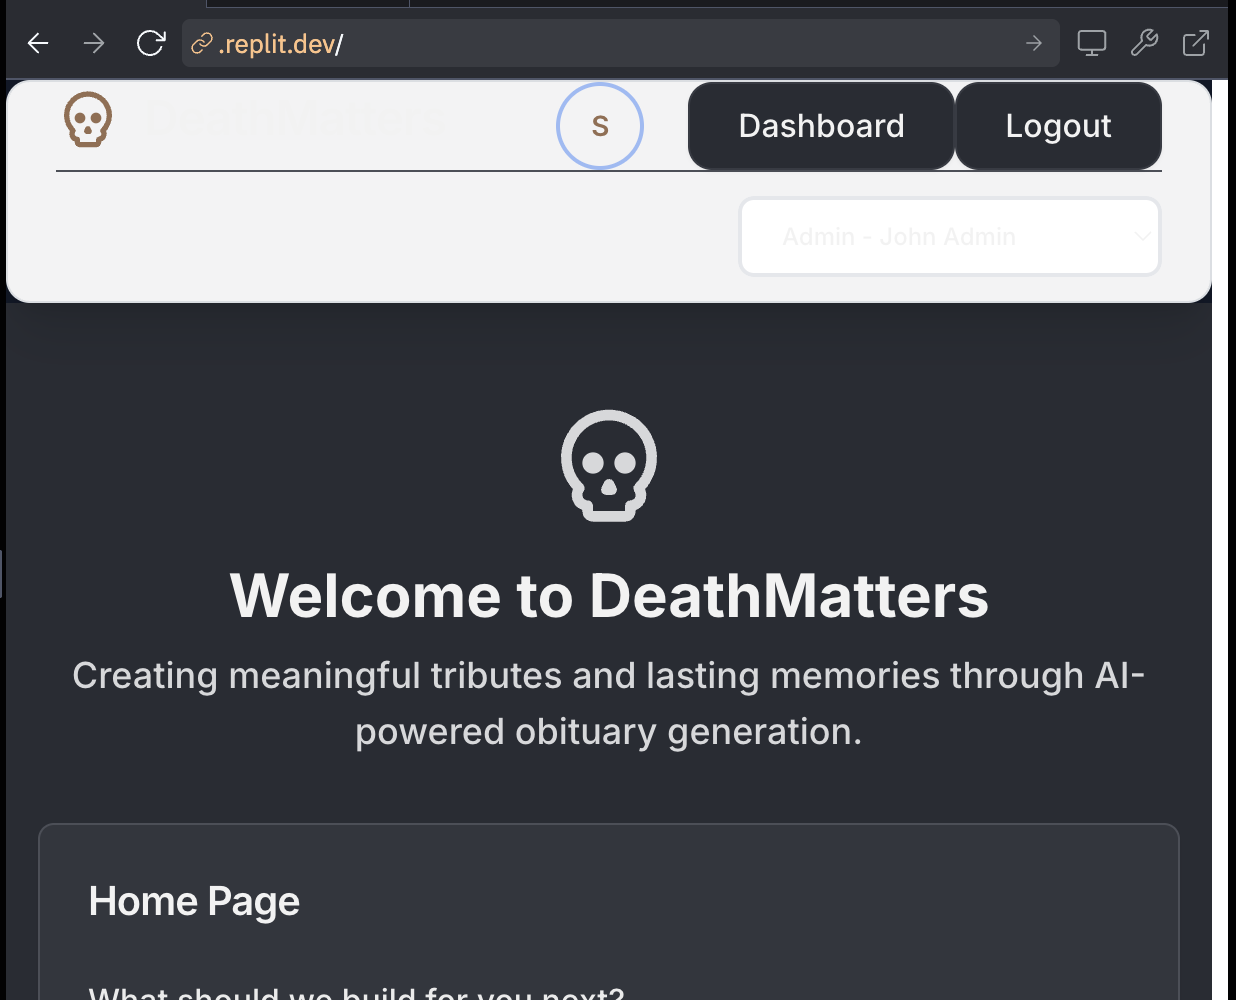 .replit.dev/
DeathMatters
S
Dashboard
Logout
Admin - John Admin
Welcome to DeathMatters
Creating meaningful tributes and lasting memories through AI-
powered obituary generation.
Home Page
What should we build for you next?